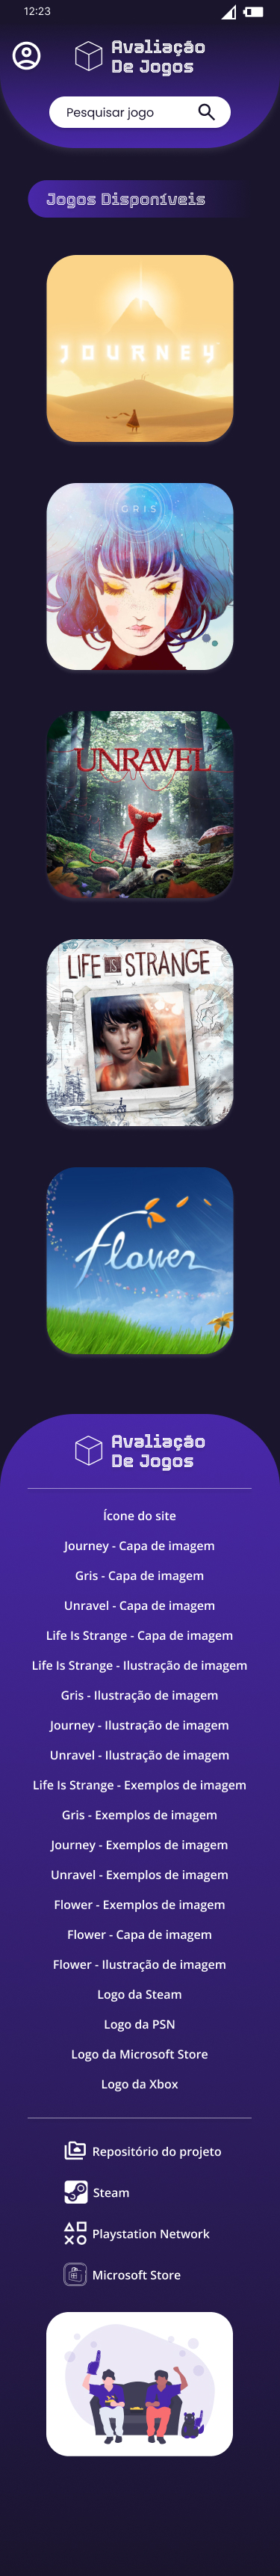 12:23
Avaliação
De Jogos
Pesquisar jogo
Jogos Disponíveis
JOURNEY
GRIS
UNRAVEL
LIFE IS STRANGE
Flower
Avaliação
De Jogos
Ícone do site
Journey - Capa de imagem
Gris - Capa de imagem
Unravel - Capa de imagem
Life Is Strange - Capa de imagem
Life Is Strange - Ilustração de imagem
Gris - Ilustração de imagem
Journey - Ilustração de imagem
Unravel - Ilustração de imagem
Life Is Strange - Exemplos de imagem
Gris - Exemplos de imagem
Journey - Exemplos de imagem
Unravel - Exemplos de imagem
Flower - Exemplos de imagem
Flower - Capa de imagem
Flower - Ilustração de imagem
Logo da Steam
Logo da PSN
Logo da Microsoft Store
Logo da Xbox
Repositório do projeto
Steam
Playstation Network
Microsoft Store